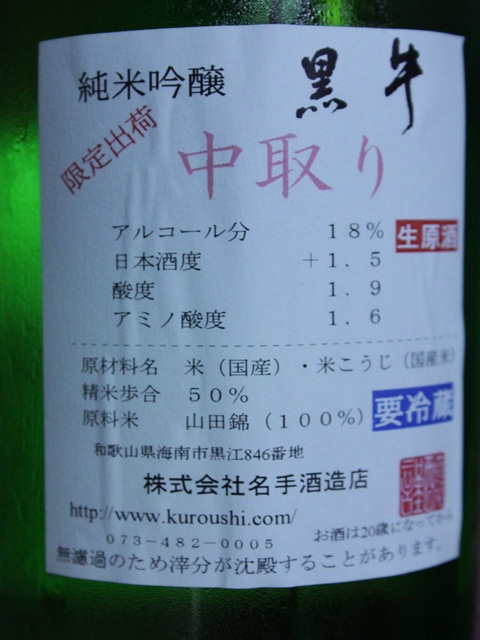 純米吟醸 黒牛
限定出荷
中取り
アルコール分 18%
生原酒
日本酒度 +1.5
酸度 1.9
アミノ酸度 1.6
原材料名 米(国産)・米こうじ(国産米)
精米歩合 50%
要冷蔵
原料米 山田錦(100%)
和歌山県海南市黒江846番地
株式会社名手酒造店
http://www.kuroushi.com/
お酒は20歳になってから
073-482-0005
無濾過のため滓分が沈殿することがあります。